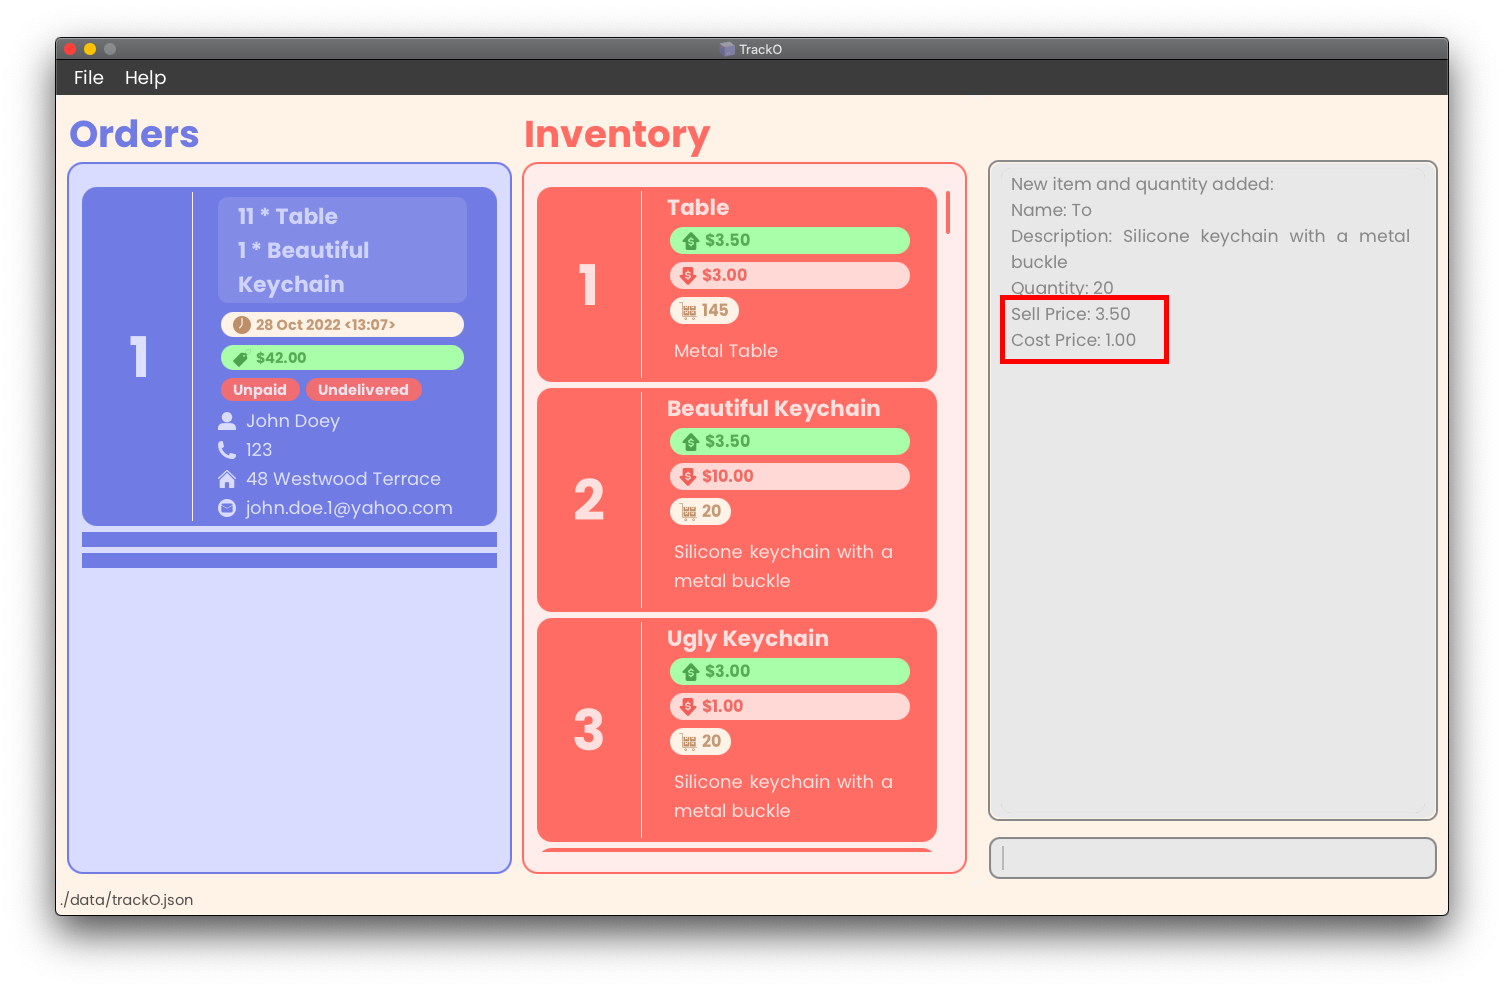 TrackO
File Help
Orders
1
11 * Table
1 * Beautiful
Keychain
28 Oct 2022 <13:07>
$42.00
Unpaid Undelivered
John Doey
123
48 Westwood Terrace
john.doe.1@yahoo.com
Inventory
1
Table
$3.50
$3.00
145
Metal Table
2
Beautiful Keychain
$3.50
$10.00
20
Silicone keychain with a
metal buckle
3
Ugly Keychain
$3.00
$1.00
20
Silicone keychain with a
metal buckle
New item and quantity added:
Name: To
Description: Silicone keychain with a metal
buckle
Quantity: 20
Sell Price: 3.50
Cost Price: 1.00
./data/trackO.json